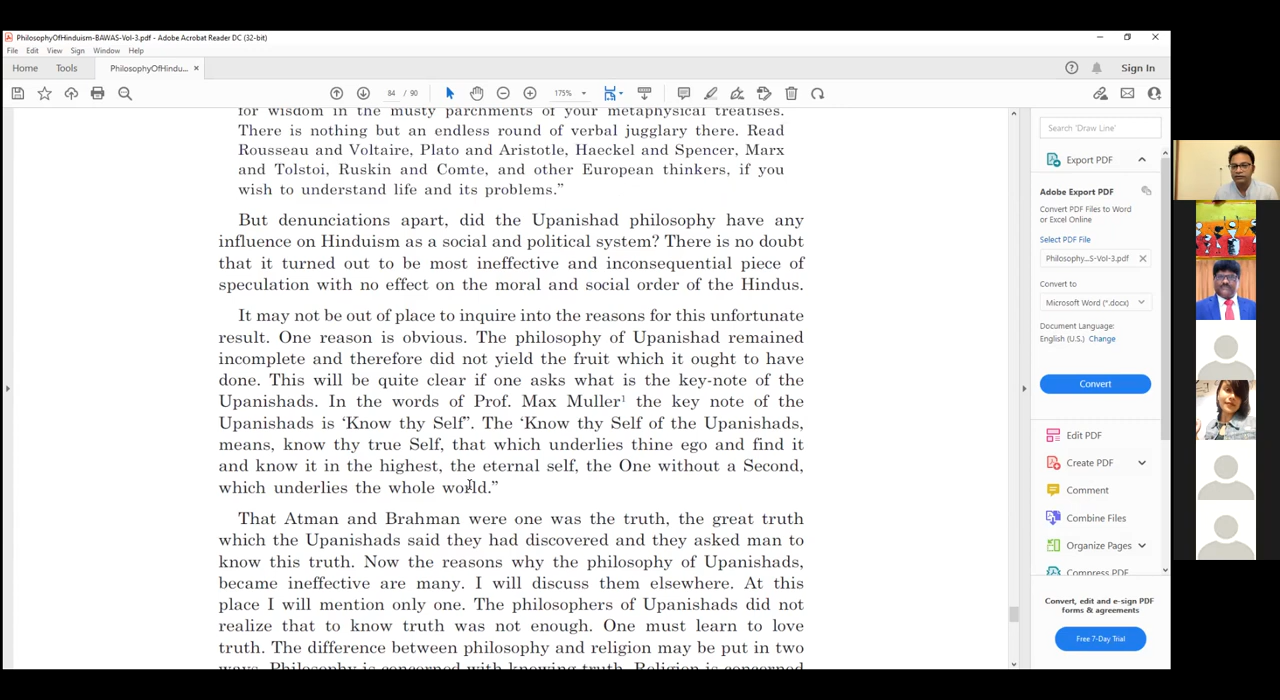 PhilosophyOfHinduism-BAWAS-Vol-3.pdf - Adobe Acrobat Reader DC (32-bit)
File Edit View Sign Window Help
Home Tools PhilosophyOfHindu... × Sign In
84 / 90 175%
for wisdom in the musty parchments of your metaphysical treatises.
There is nothing but an endless round of verbal jugglary there. Read
Rousseau and Voltaire, Plato and Aristotle, Haeckel and Spencer, Marx
and Tolstoi, Ruskin and Comte, and other European thinkers, if you
wish to understand life and its problems.”
But denunciations apart, did the Upanishad philosophy have any
influence on Hinduism as a social and political system? There is no doubt
that it turned out to be most ineffective and inconsequential piece of
speculation with no effect on the moral and social order of the Hindus.
It may not be out of place to inquire into the reasons for this unfortunate
result. One reason is obvious. The philosophy of Upanishad remained
incomplete and therefore did not yield the fruit which it ought to have
done. This will be quite clear if one asks what is the key-note of the
Upanishads. In the words of Prof. Max Muller¹ the key note of the
Upanishads is ‘Know thy Self”. The ‘Know thy Self of the Upanishads,
means, know thy true Self, that which underlies thine ego and find it
and know it in the highest, the eternal self, the One without a Second,
which underlies the whole world.”
That Atman and Brahman were one was the truth, the great truth
which the Upanishads said they had discovered and they asked man to
know this truth. Now the reasons why the philosophy of Upanishads,
became ineffective are many. I will discuss them elsewhere. At this
place I will mention only one. The philosophers of Upanishads did not
realize that to know truth was not enough. One must learn to love
truth. The difference between philosophy and religion may be put in two
ways. Philosophy is concerned with knowing truth. Religion is concerned
Search 'Draw Line'
Export PDF
Adobe Export PDF
Convert PDF Files to Word
or Excel Online
Select PDF File
Philosophy...S-Vol-3.pdf
Convert to
Microsoft Word (*.docx)
Document Language:
English (U.S.) Change
Convert
Edit PDF
Create PDF
Comment
Combine Files
Organize Pages
Compress PDF
Convert, edit and e-sign PDF
forms & agreements
Free 7-Day Trial